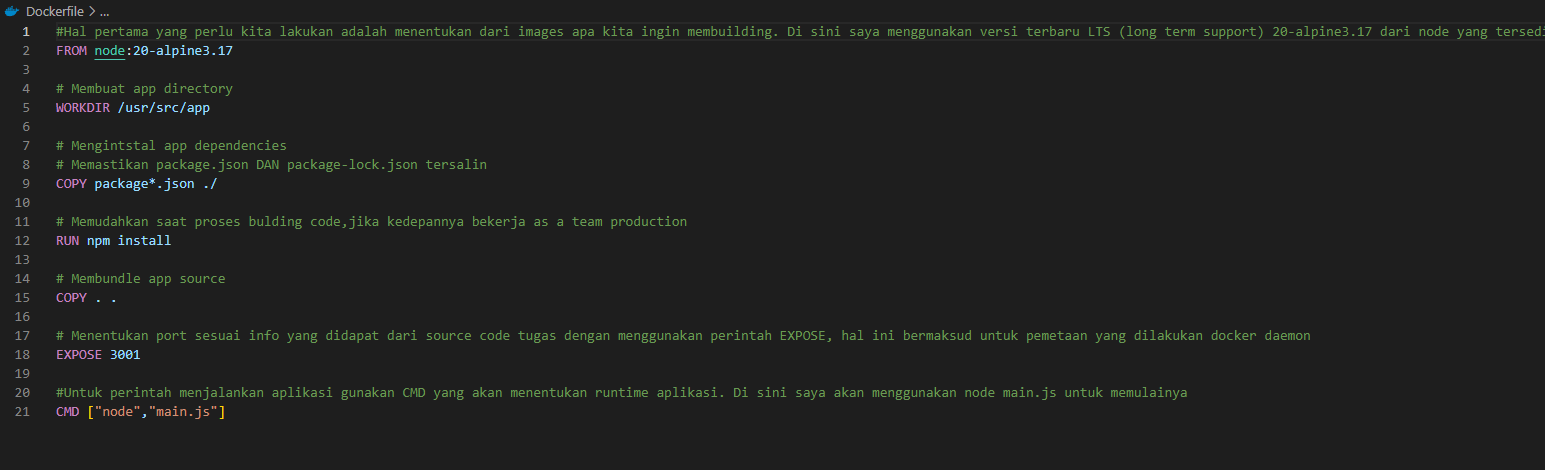 Dockerfile > ...
1 #Hal pertama yang perlu kita lakukan adalah menentukan dari images apa kita ingin membuilding. Di sini saya menggunakan versi terbaru LTS (long term support) 20-alpine3.17 dari node yang tersedi
2 FROM node:20-alpine3.17
3
4 # Membuat app directory
5 WORKDIR /usr/src/app
6
7 # Mengintstal app dependencies
8 # Memastikan package.json DAN package-lock.json tersalin
9 COPY package*.json ./
10
11 # Memudahkan saat proses bulding code,jika kedepannya bekerja as a team production
12 RUN npm install
13
14 # Membundle app source
15 COPY . .
16
17 # Menentukan port sesuai info yang didapat dari source code tugas dengan menggunakan perintah EXPOSE, hal ini bermaksud untuk pemetaan yang dilakukan docker daemon
18 EXPOSE 3001
19
20 #Untuk perintah menjalankan aplikasi gunakan CMD yang akan menentukan runtime aplikasi. Di sini saya akan menggunakan node main.js untuk memulainya
21 CMD ["node","main.js"]